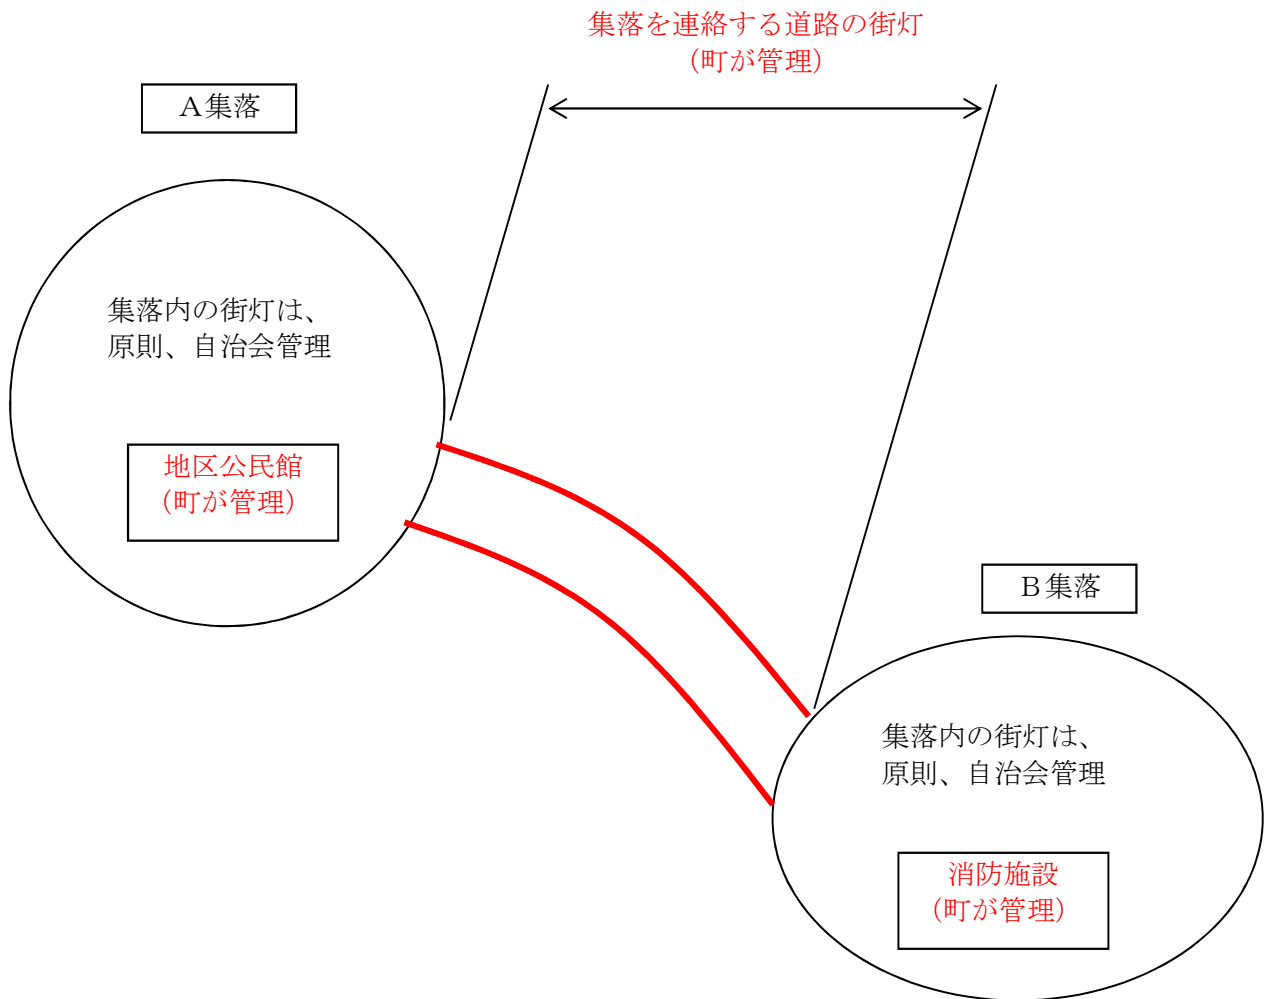 集落を連絡する道路の街灯
（町が管理）
Ａ集落
集落内の街灯は、
原則、自治会管理
地区公民館
（町が管理）
Ｂ集落
集落内の街灯は、
原則、自治会管理
消防施設
（町が管理）